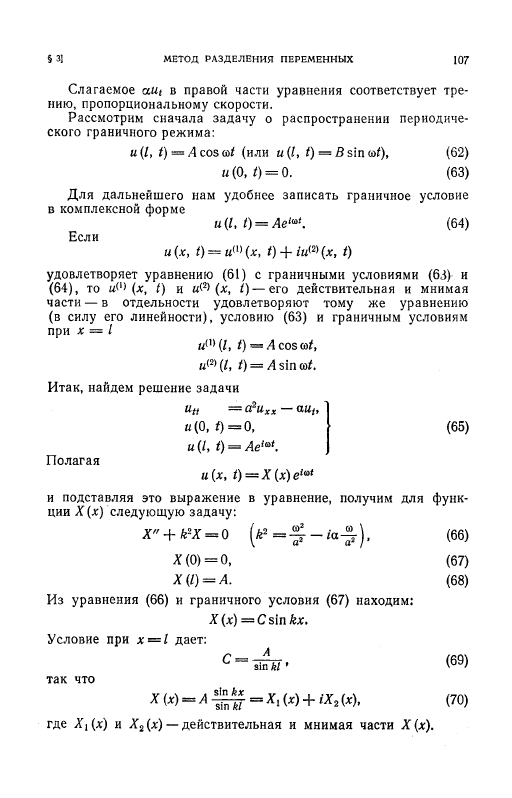 § 3] МЕТОД РАЗДЕЛЕНИЯ ПЕРЕМЕННЫХ 107
Слагаемое αuₜ в правой части уравнения соответствует тре-
нию, пропорциональному скорости.
Рассмотрим сначала задачу о распространении периодиче-
ского граничного режима:
u (l, t) = A cos ωt (или u (l, t) = B sin ωt), (62)
u (0, t) = 0. (63)
Для дальнейшего нам удобнее записать граничное условие
в комплексной форме
u (l, t) = Ae^{iωt}. (64)
Если
u (x, t) = u⁽¹⁾ (x, t) + iu⁽²⁾ (x, t)
удовлетворяет уравнению (61) с граничными условиями (63) и
(64), то u⁽¹⁾ (x, t) и u⁽²⁾ (x, t) — его действительная и мнимая
части — в отдельности удовлетворяют тому же уравнению
(в силу его линейности), условию (63) и граничным условиям
при x = l
u⁽¹⁾ (l, t) = A cos ωt,
u⁽²⁾ (l, t) = A sin ωt.
Итак, найдем решение задачи
u_{tt} = a²u_{xx} — αu_t,
u (0, t) = 0,
u (l, t) = Ae^{iωt}. } (65)
Полагая
u (x, t) = X (x) e^{iωt}
и подставляя это выражение в уравнение, получим для функ-
ции X (x) следующую задачу:
X″ + k²X = 0 (k² = ω²/a² — iα ω/a²), (66)
X (0) = 0, (67)
X (l) = A. (68)
Из уравнения (66) и граничного условия (67) находим:
X (x) = C sin kx.
Условие при x = l дает:
C = A / sin kl, (69)
так что
X (x) = A sin kx / sin kl = X₁ (x) + iX₂ (x), (70)
где X₁ (x) и X₂ (x) — действительная и мнимая части X (x).